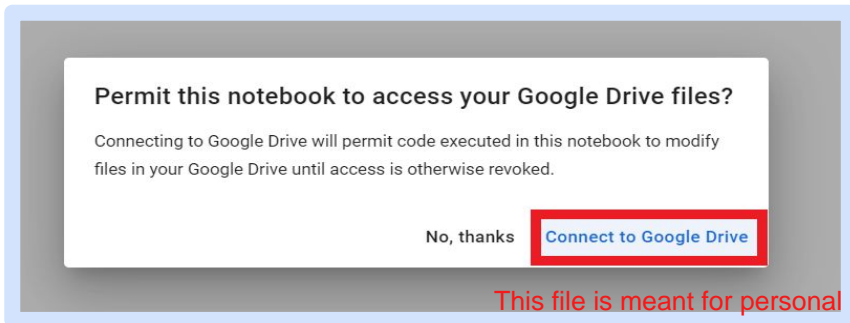 Permit this notebook to access your Google Drive files?
Connecting to Google Drive will permit code executed in this notebook to modify
files in your Google Drive until access is otherwise revoked.
No, thanks Connect to Google Drive
This file is meant for personal